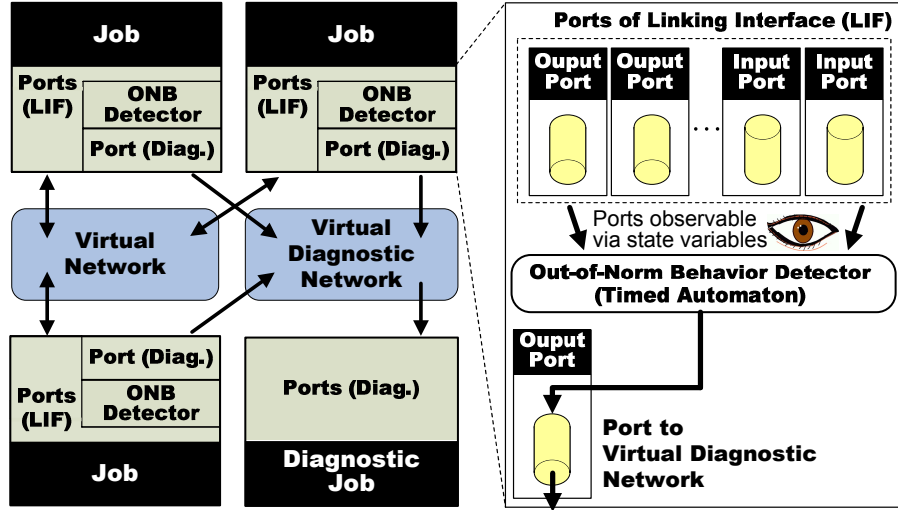 Job
Ports
(LIF)
ONB
Detector
Port (Diag.)
Job
Ports
(LIF)
ONB
Detector
Port (Diag.)
Virtual
Network
Virtual
Diagnostic
Network
Ports
(LIF)
Port (Diag.)
ONB
Detector
Job
Ports (Diag.)
Diagnostic
Job
Ports of Linking Interface (LIF)
Ouput
Port
Ouput
Port
...
Input
Port
Input
Port
Ports observable
via state variables
Out-of-Norm Behavior Detector
(Timed Automaton)
Ouput
Port
Port to
Virtual Diagnostic
Network